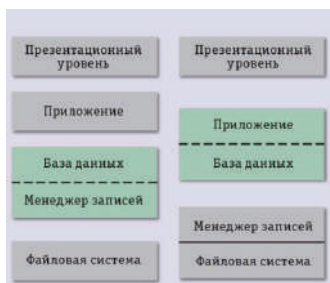 Презентационный
уровень
Приложение
База данных
Менеджер записей
Файловая система
Презентационный
уровень
Приложение
База данных
Менеджер записей
Файловая система